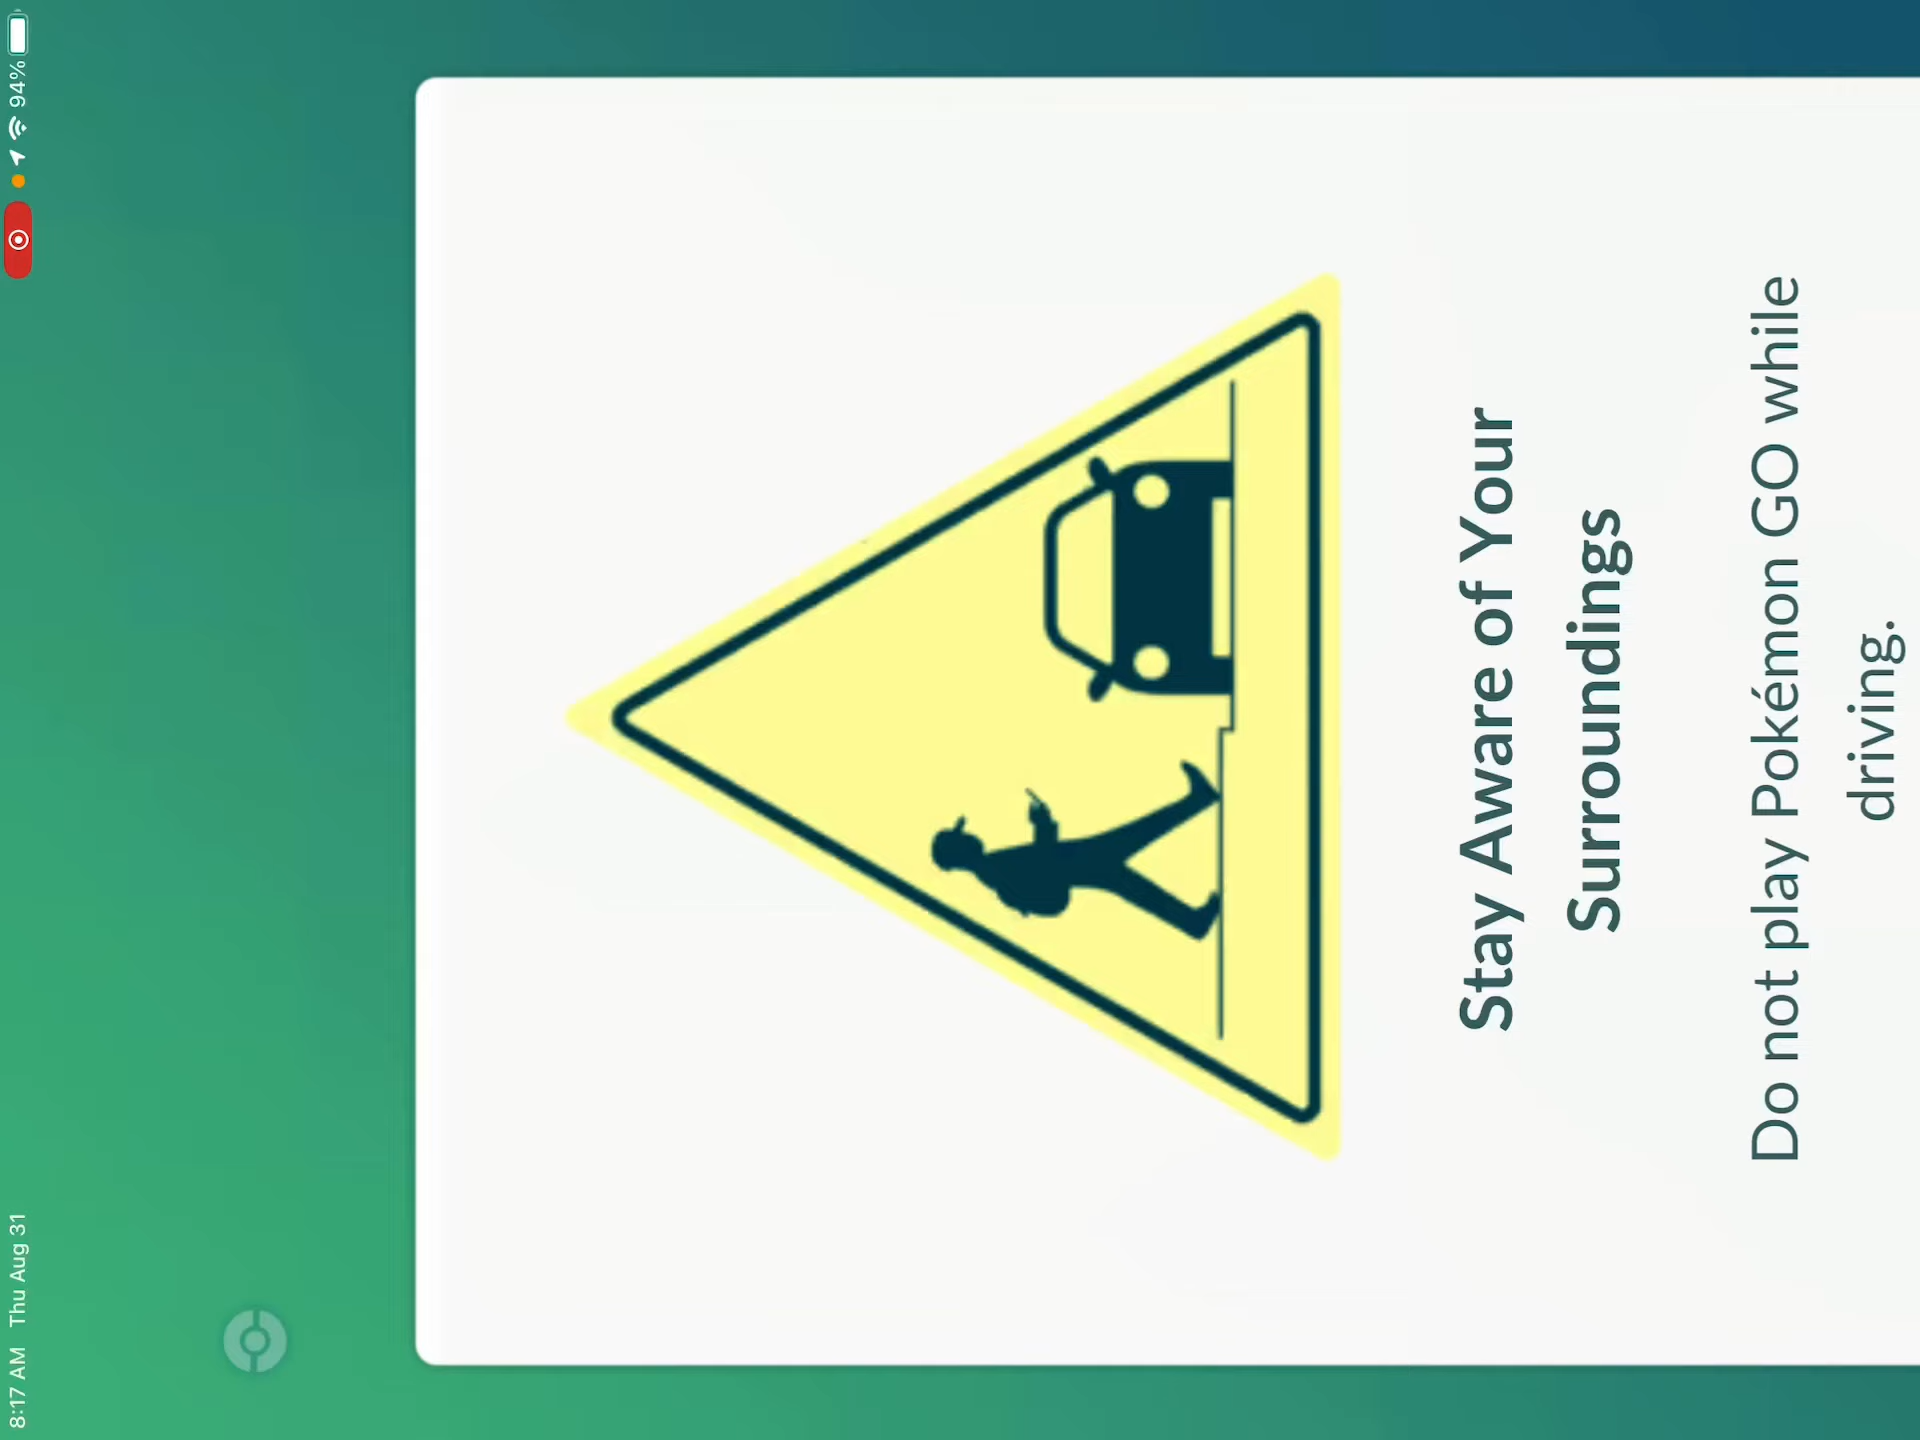 8:17 AM Thu Aug 31
94%
Stay Aware of Your
Surroundings
Do not play Pokémon GO while
driving.